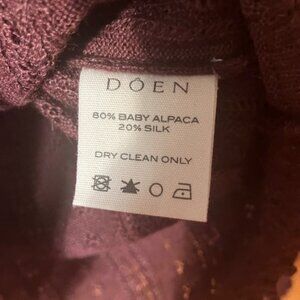 DÔEN
80% BABY ALPACA
20% SILK
DRY CLEAN ONLY